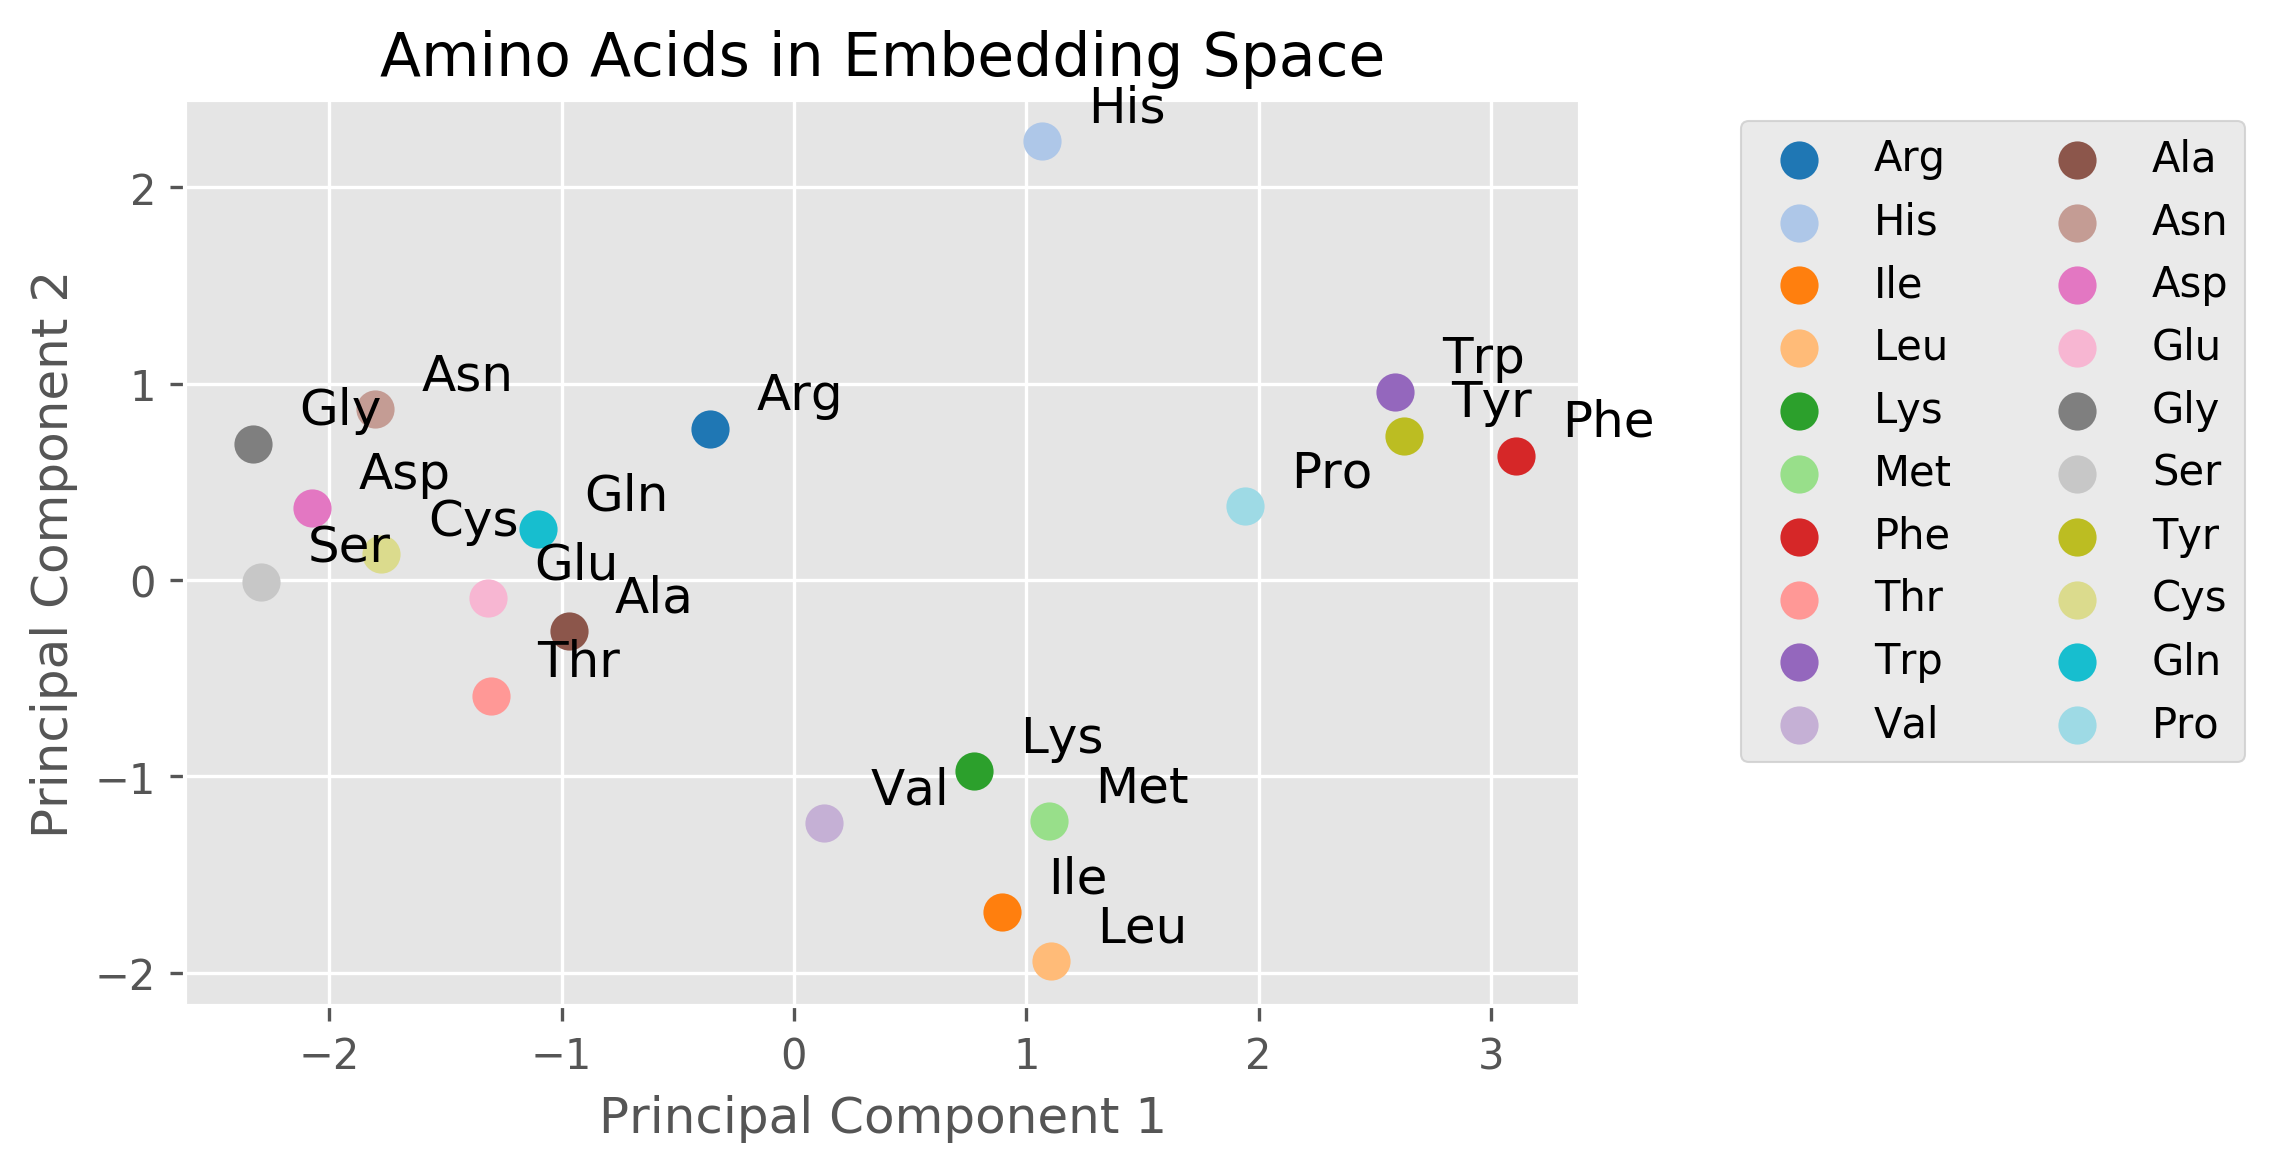 Amino Acids in Embedding Space
His
2
Trp
Asn
Arg
Tyr
1
Gly
Phe
Asp
Pro
Gln
Cys
Ser
Glu
0
Ala
Thr
Lys
−1
Val
Met
Ile
Leu
−2
−2 −1 0 1 2 3
Principal Component 1
Principal Component 2
Arg Ala
His Asn
Ile Asp
Leu Glu
Lys Gly
Met Ser
Phe Tyr
Thr Cys
Trp Gln
Val Pro